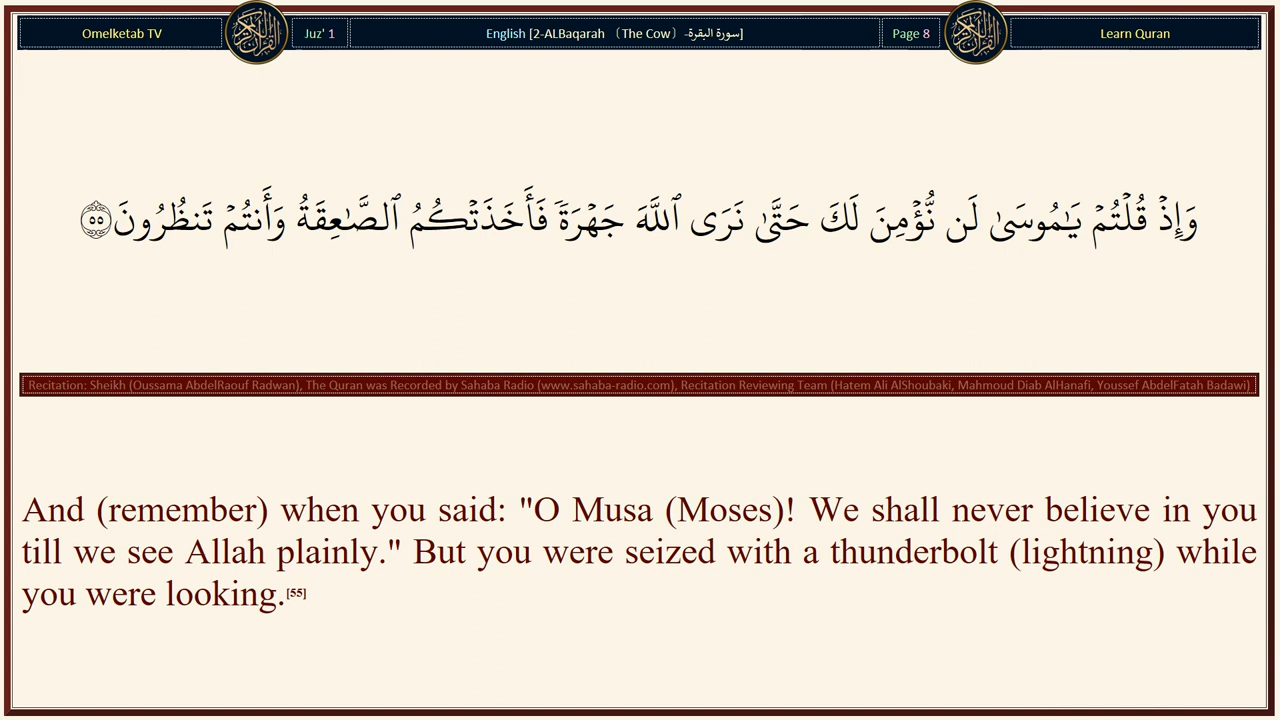 Omelketab TV
Juz' 1
English [2-ALBaqarah （The Cow） -سورة البقرة]
Page 8
Learn Quran
وَإِذۡ قُلۡتُمۡ يَٰمُوسَىٰ لَن نُّؤۡمِنَ لَكَ حَتَّىٰ نَرَى ٱللَّهَ جَهۡرَةٗ فَأَخَذَتۡكُمُ ٱلصَّٰعِقَةُ وَأَنتُمۡ تَنظُرُونَ ٥٥
Recitation: Sheikh (Oussama AbdelRaouf Radwan), The Quran was Recorded by Sahaba Radio (www.sahaba-radio.com), Recitation Reviewing Team (Hatem Ali AlShoubaki, Mahmoud Diab AlHanafi, Youssef AbdelFatah Badawi)
And (remember) when you said: "O Musa (Moses)! We shall never believe in you
till we see Allah plainly." But you were seized with a thunderbolt (lightning) while
you were looking.[55]